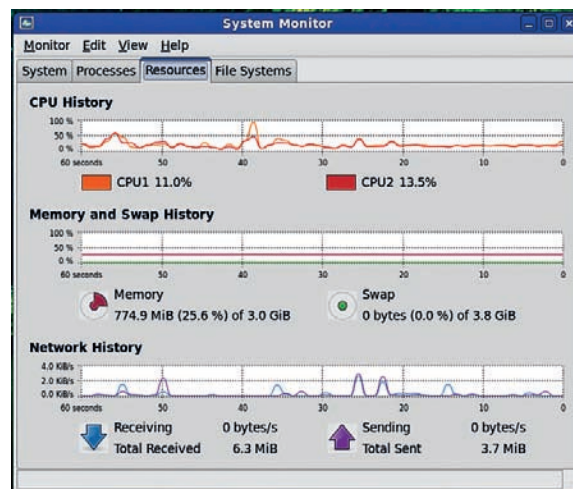 System Monitor
Monitor Edit View Help
System Processes Resources File Systems
CPU History
100 %
50 %
0 %
60 seconds 50 40 30 20 10 0
CPU1 11.0% CPU2 13.5%
Memory and Swap History
100 %
50 %
0 %
60 seconds 50 40 30 20 10 0
Memory Swap
774.9 MiB (25.6 %) of 3.0 GiB 0 bytes (0.0 %) of 3.8 GiB
Network History
4.0 KiB/s
2.0 KiB/s
0.0 KiB/s
60 seconds 50 40 30 20 10 0
Receiving 0 bytes/s Sending 0 bytes/s
Total Received 6.3 MiB Total Sent 3.7 MiB